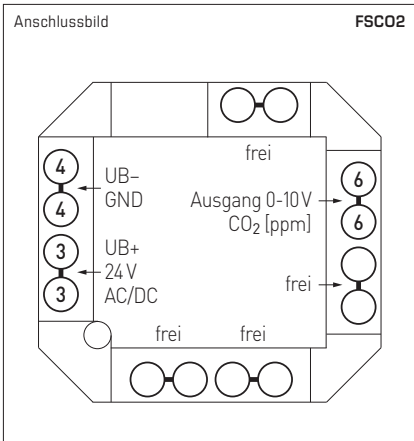 Anschlussbild FSCO2
frei
4
4
UB–
GND
3
3
UB+
24 V
AC/DC
Ausgang 0-10 V
CO₂ [ppm]
6
6
frei
frei frei